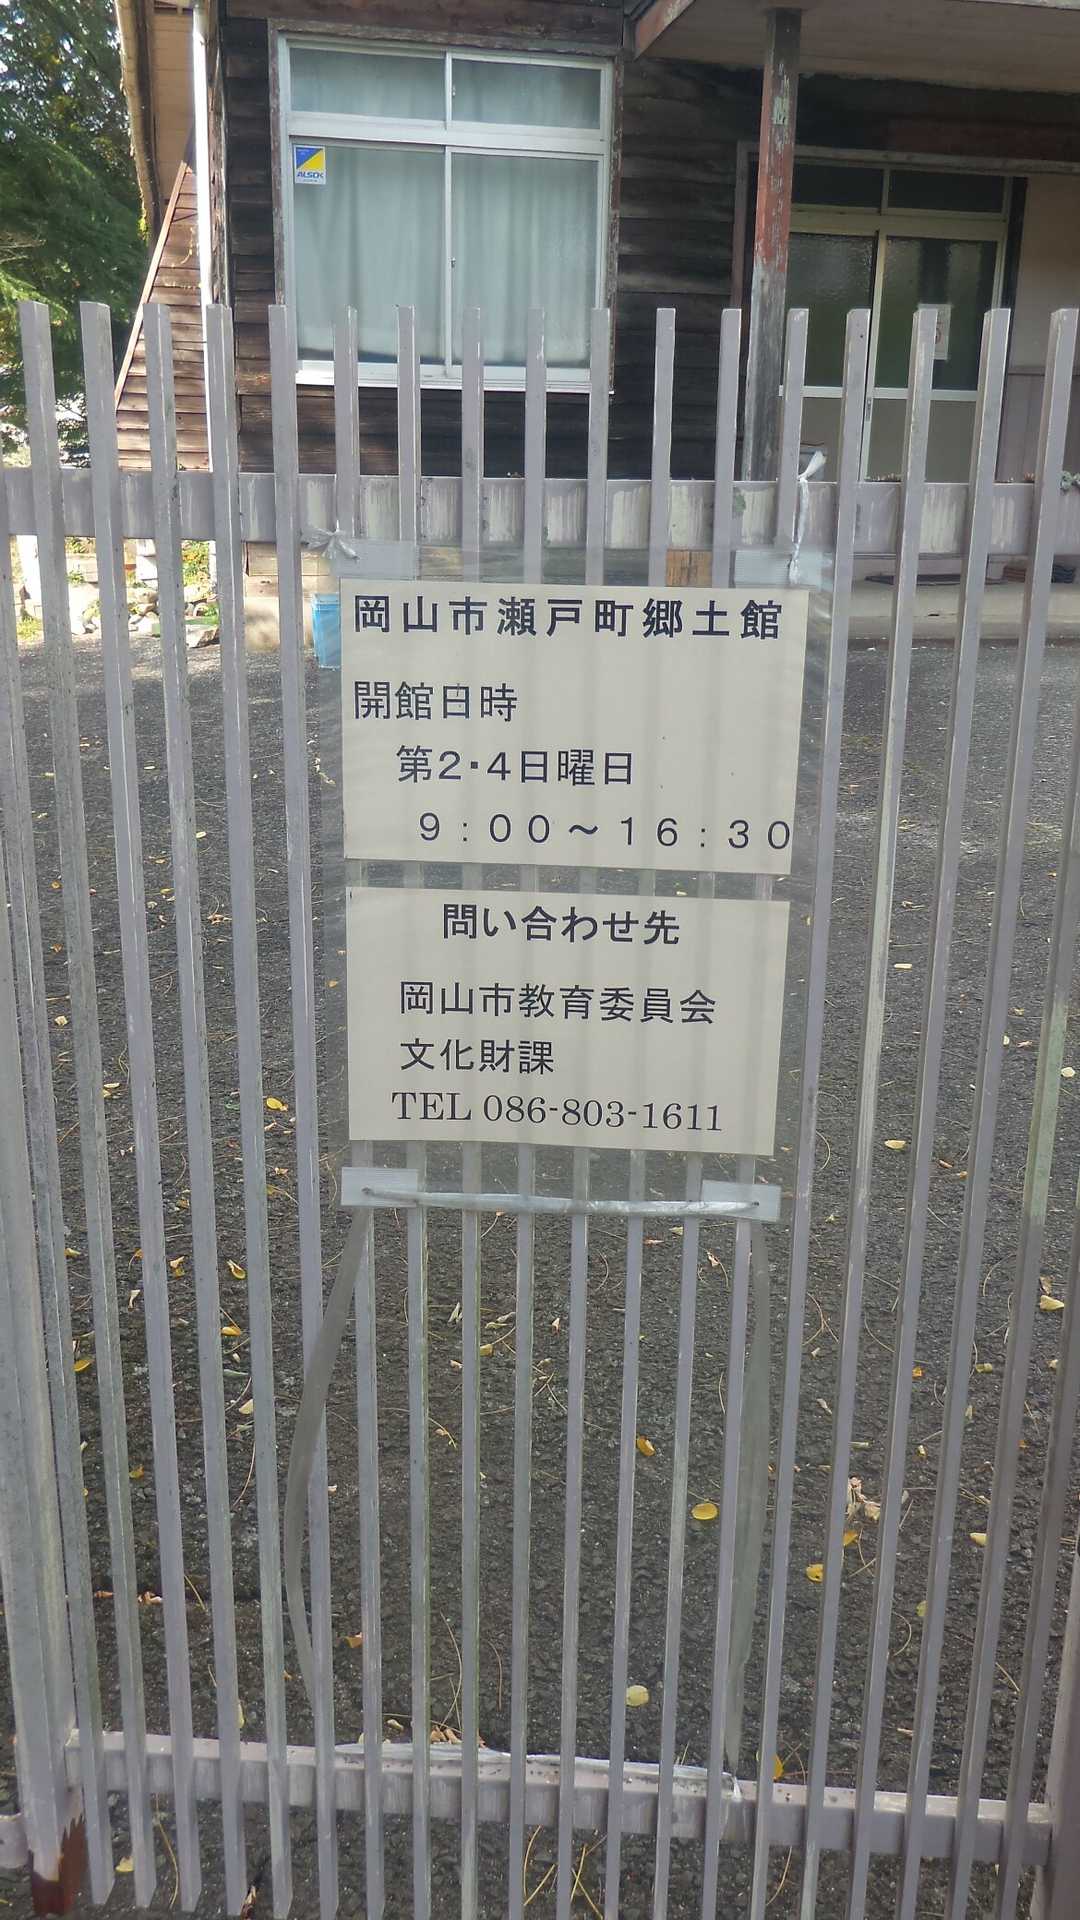 ALSOK
岡山市瀬戸町郷土館
開館日時
第2・4日曜日
9:00～16:30
問い合わせ先
岡山市教育委員会
文化財課
TEL 086-803-1611